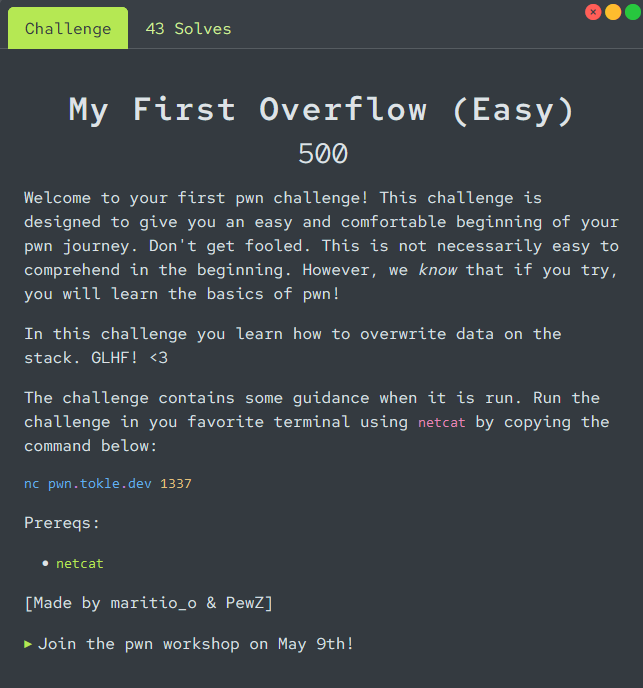 Challenge
43 Solves
My First Overflow (Easy)
500
Welcome to your first pwn challenge! This challenge is
designed to give you an easy and comfortable beginning of your
pwn journey. Don't get fooled. This is not necessarily easy to
comprehend in the beginning. However, we know that if you try,
you will learn the basics of pwn!
In this challenge you learn how to overwrite data on the
stack. GLHF! <3
The challenge contains some guidance when it is run. Run the
challenge in you favorite terminal using netcat by copying the
command below:
nc pwn.tokle.dev 1337
Prereqs:
• netcat
[Made by maritio_o & PewZ]
▸ Join the pwn workshop on May 9th!